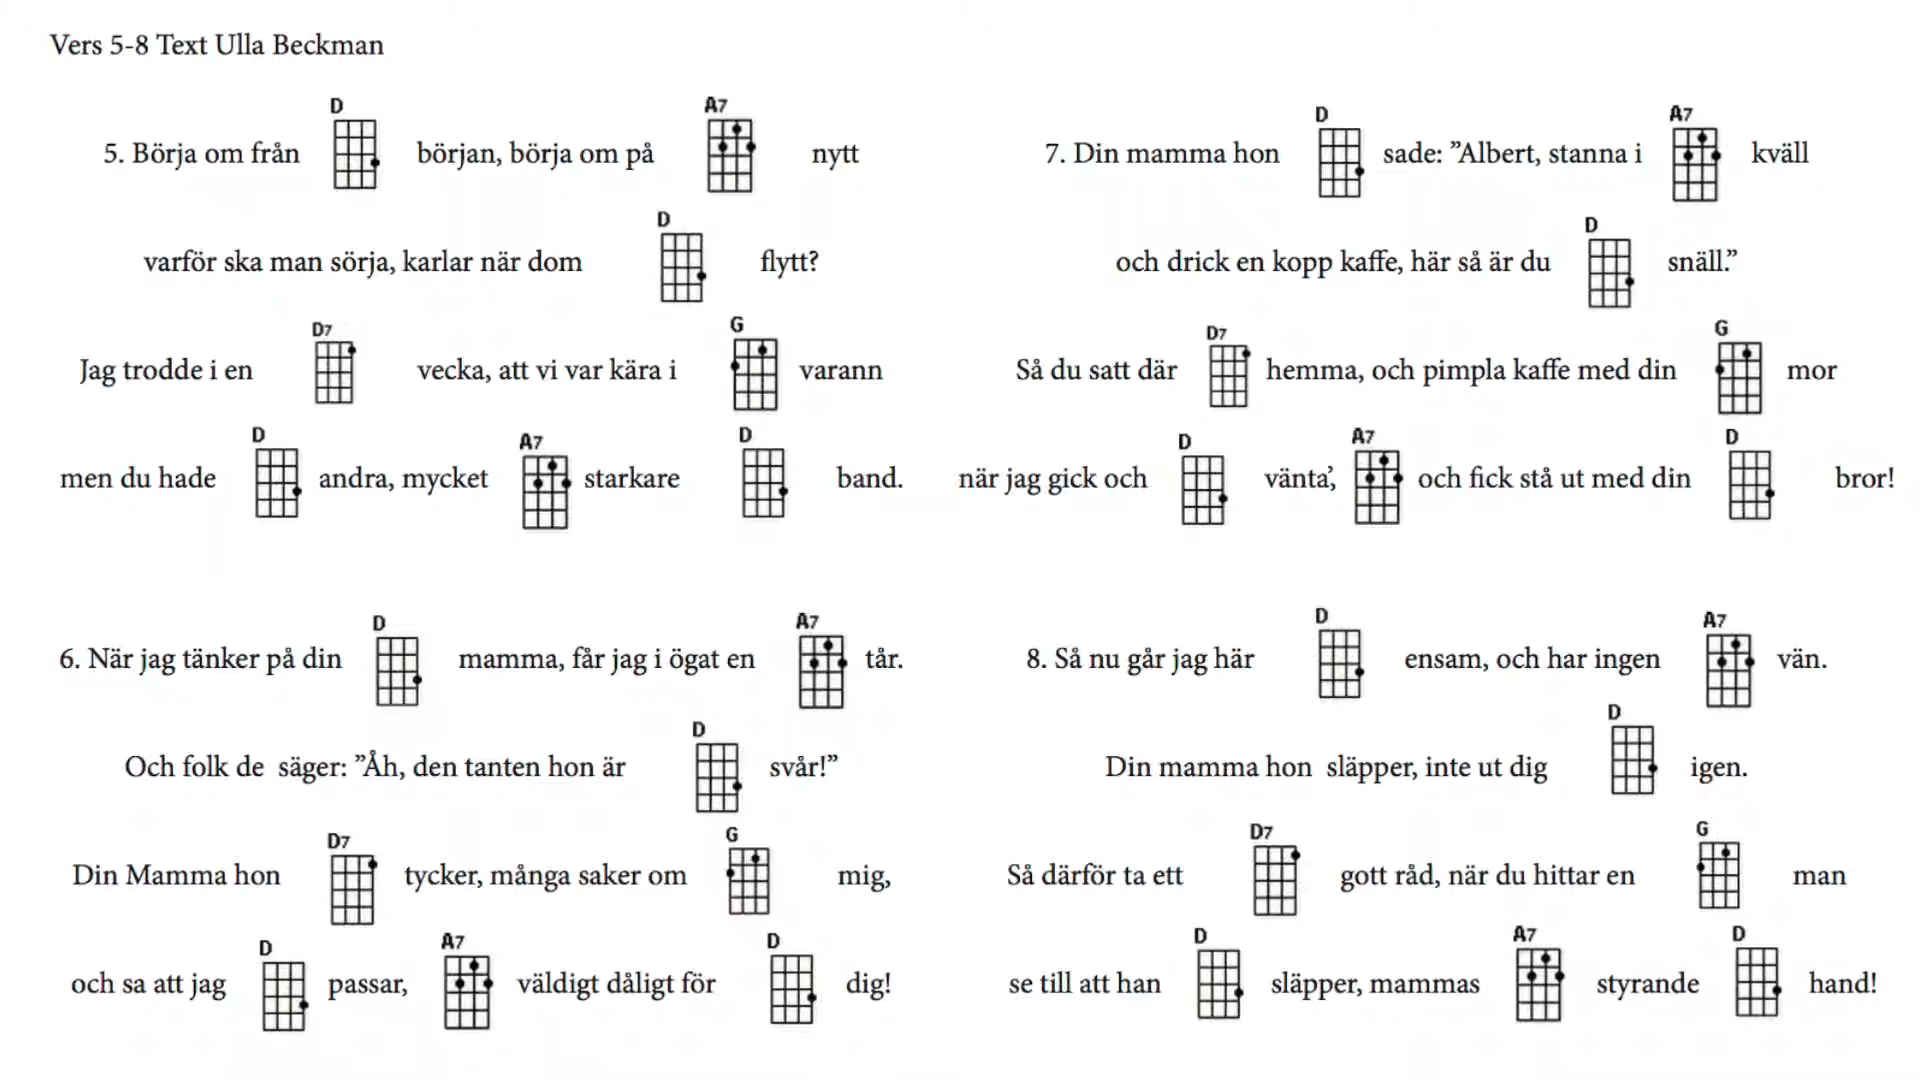 Vers 5-8 Text Ulla Beckman
D A7
5. Börja om från början, börja om på nytt
D
varför ska man sörja, karlar när dom flytt?
D7 G
Jag trodde i en vecka, att vi var kära i varann
D A7 D
men du hade andra, mycket starkare band.
D A7
6. När jag tänker på din mamma, får jag i ögat en tår.
D
Och folk de säger: ”Åh, den tanten hon är svår!”
D7 G
Din Mamma hon tycker, många saker om mig,
D A7 D
och sa att jag passar, väldigt dåligt för dig!
D A7
7. Din mamma hon sade: ”Albert, stanna i kväll
D
och drick en kopp kaffe, här så är du snäll.”
D7 G
Så du satt där hemma, och pimpla kaffe med din mor
D A7 D
när jag gick och vänta’, och fick stå ut med din bror!
D A7
8. Så nu går jag här ensam, och har ingen vän.
D
Din mamma hon släpper, inte ut dig igen.
D7 G
Så därför ta ett gott råd, när du hittar en man
D A7 D
se till att han släpper, mammas styrande hand!